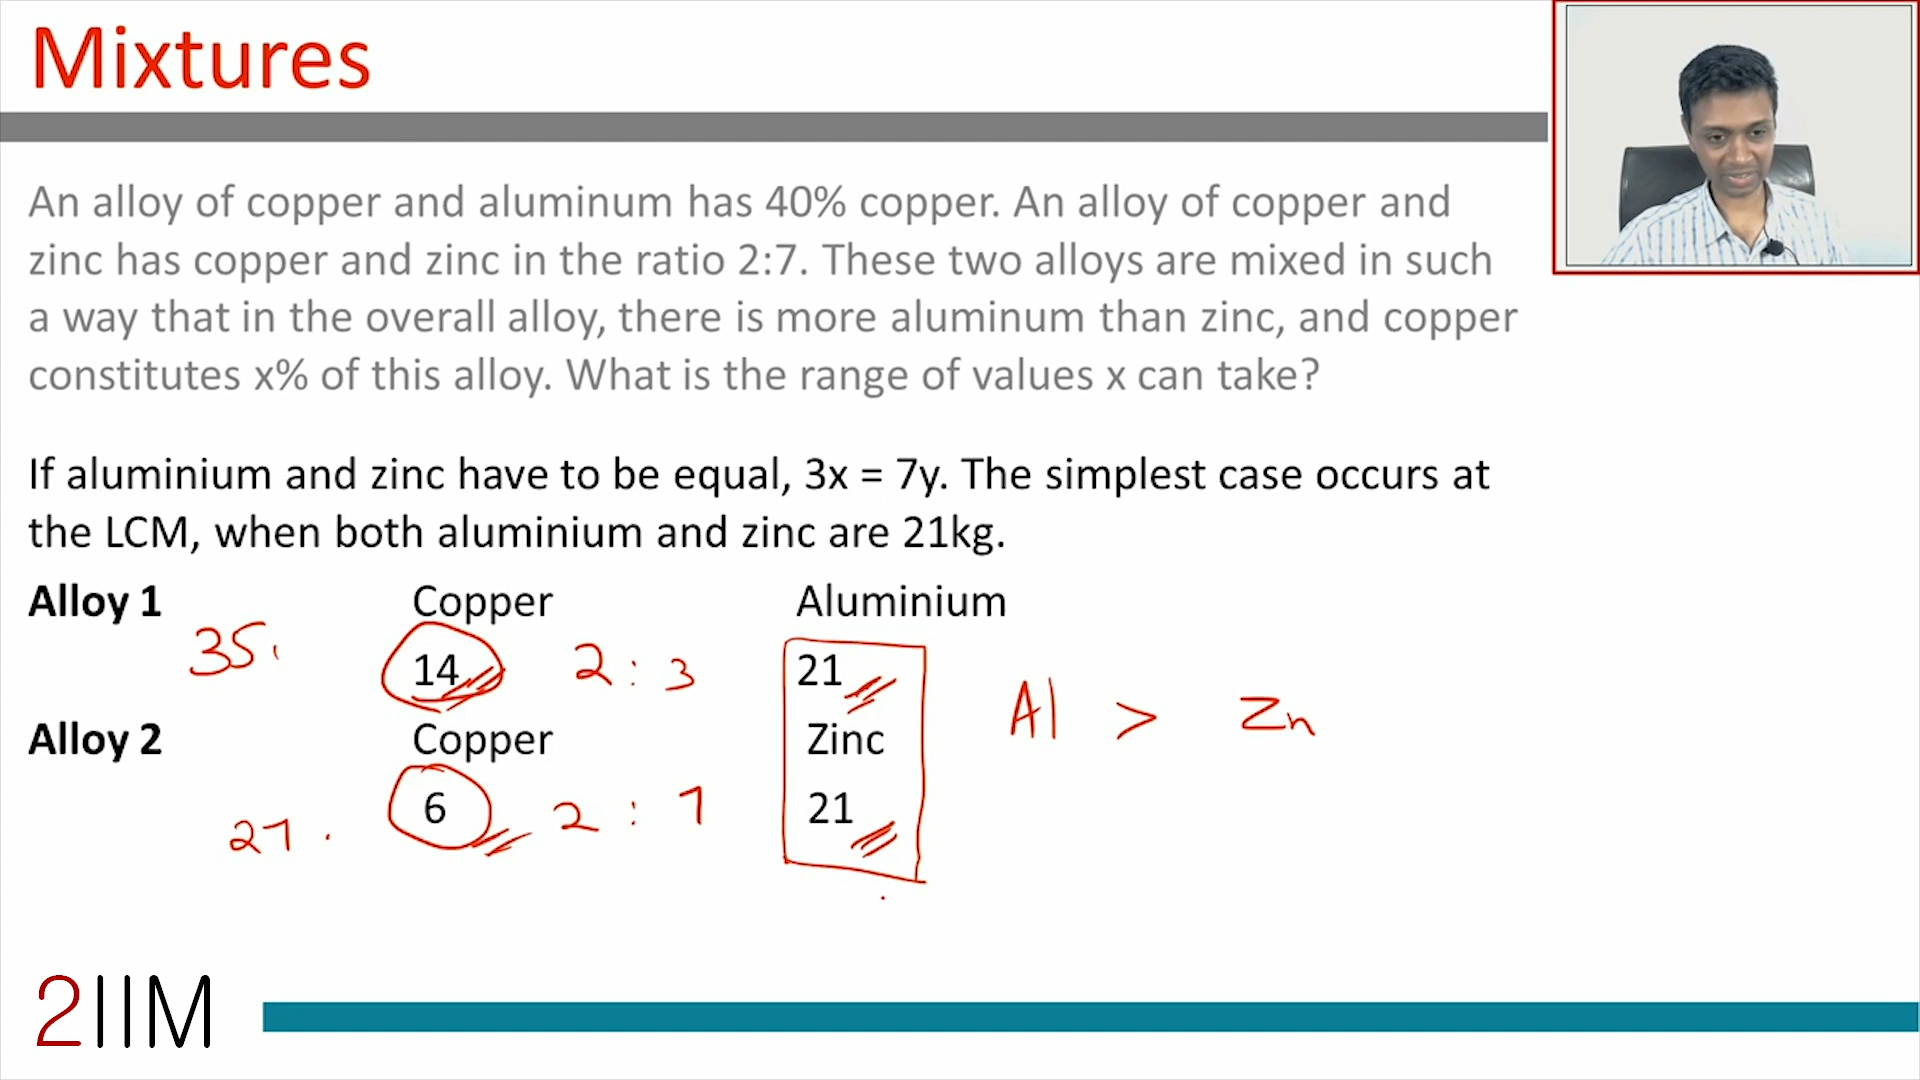 Mixtures
An alloy of copper and aluminum has 40% copper. An alloy of copper and
zinc has copper and zinc in the ratio 2:7. These two alloys are mixed in such
a way that in the overall alloy, there is more aluminum than zinc, and copper
constitutes x% of this alloy. What is the range of values x can take?
If aluminium and zinc have to be equal, 3x = 7y. The simplest case occurs at
the LCM, when both aluminium and zinc are 21kg.
Alloy 1 Copper Aluminium
35. 14 2 : 3 21
Al > Zn
Alloy 2 Copper Zinc
27. 6 2 : 7 21
2IIM